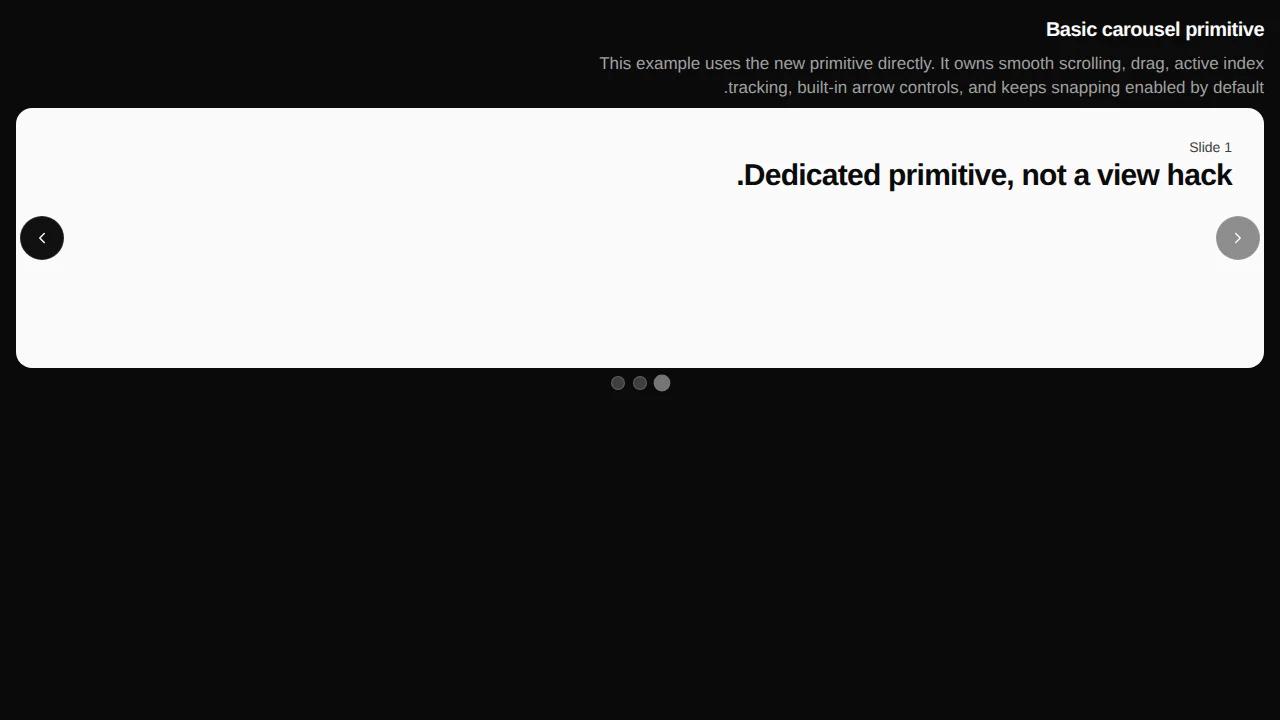 Basic carousel primitive
This example uses the new primitive directly. It owns smooth scrolling, drag, active index
.tracking, built-in arrow controls, and keeps snapping enabled by default
Slide 1
.Dedicated primitive, not a view hack